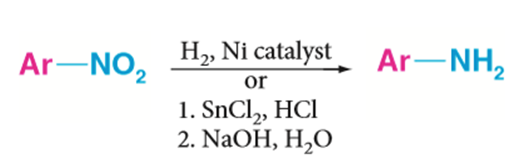 Ar—NO₂ H₂, Ni catalyst Ar—NH₂
or
1. SnCl₂, HCl
2. NaOH, H₂O